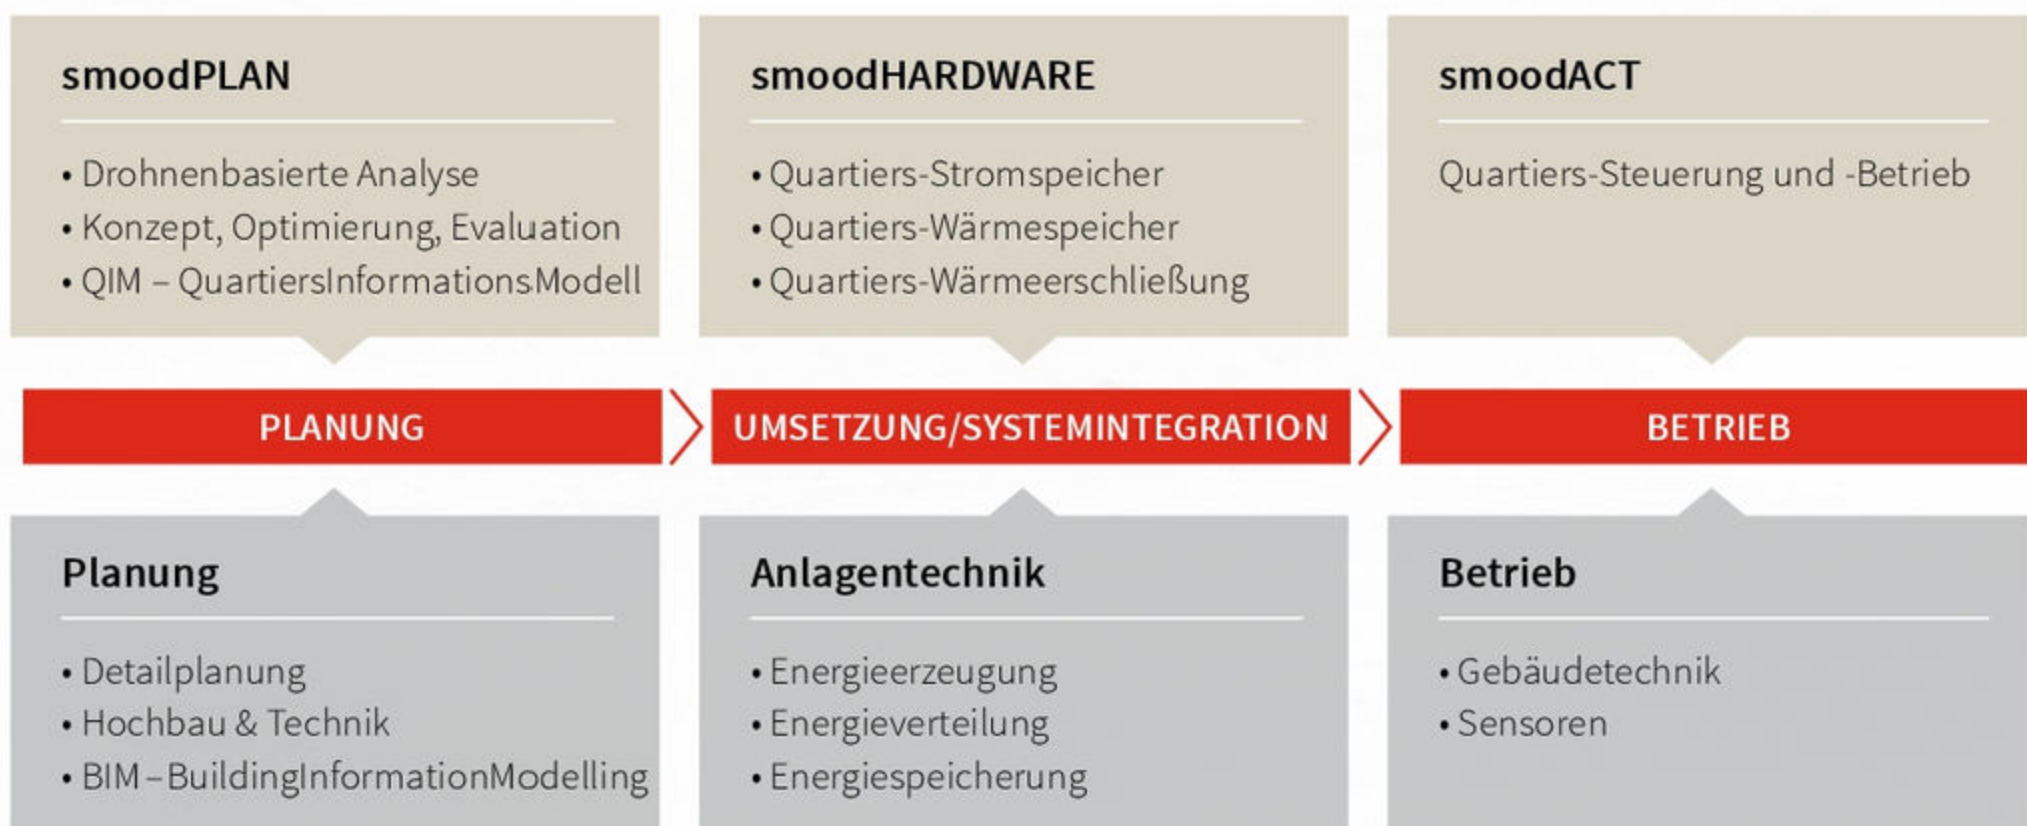 smoodPLAN
• Drohnenbasierte Analyse
• Konzept, Optimierung, Evaluation
• QIM – QuartiersInformationsModell
smoodHARDWARE
• Quartiers-Stromspeicher
• Quartiers-Wärmespeicher
• Quartiers-Wärmeerschließung
smoodACT
Quartiers-Steuerung und -Betrieb
PLANUNG
UMSETZUNG/SYSTEMINTEGRATION
BETRIEB
Planung
• Detailplanung
• Hochbau & Technik
• BIM–BuildingInformationModelling
Anlagentechnik
• Energieerzeugung
• Energieverteilung
• Energiespeicherung
Betrieb
• Gebäudetechnik
• Sensoren